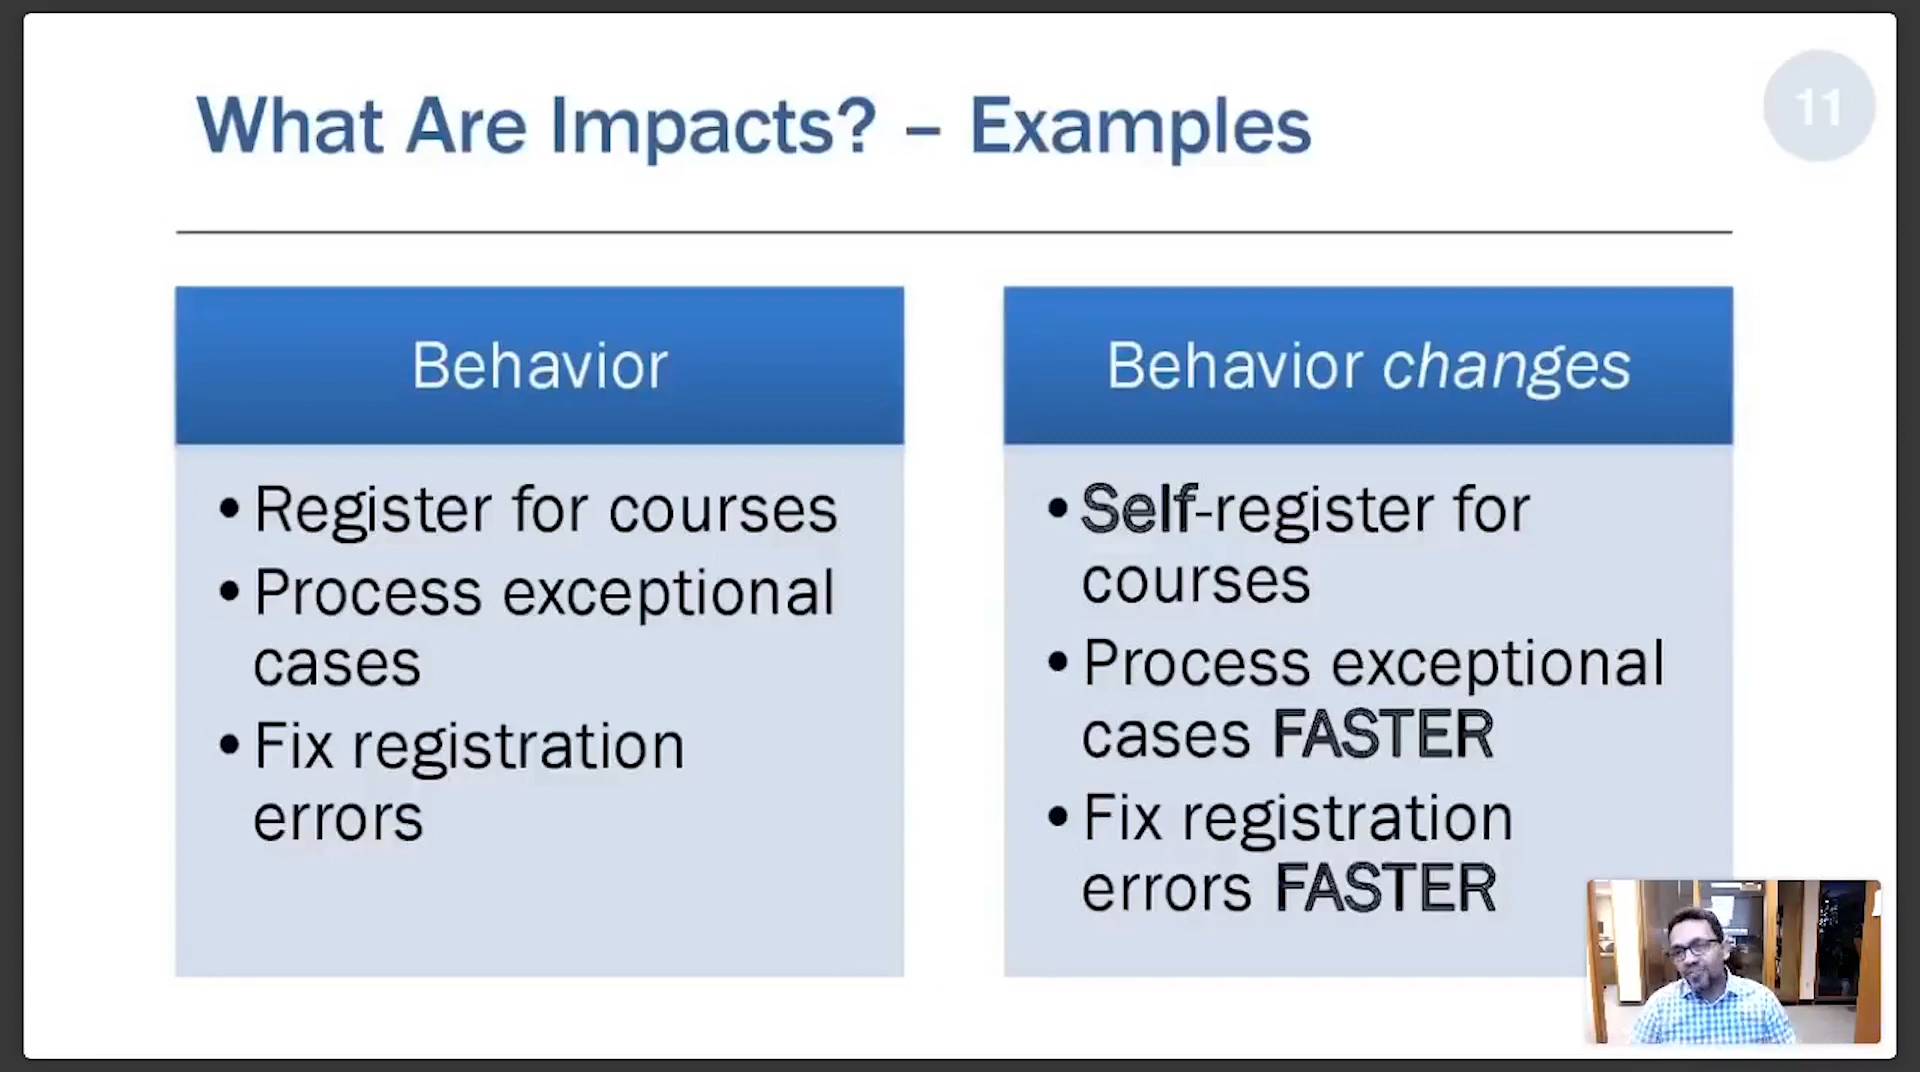 What Are Impacts? – Examples
11
Behavior
• Register for courses
• Process exceptional
cases
• Fix registration
errors
Behavior changes
• Self-register for
courses
• Process exceptional
cases FASTER
• Fix registration
errors FASTER